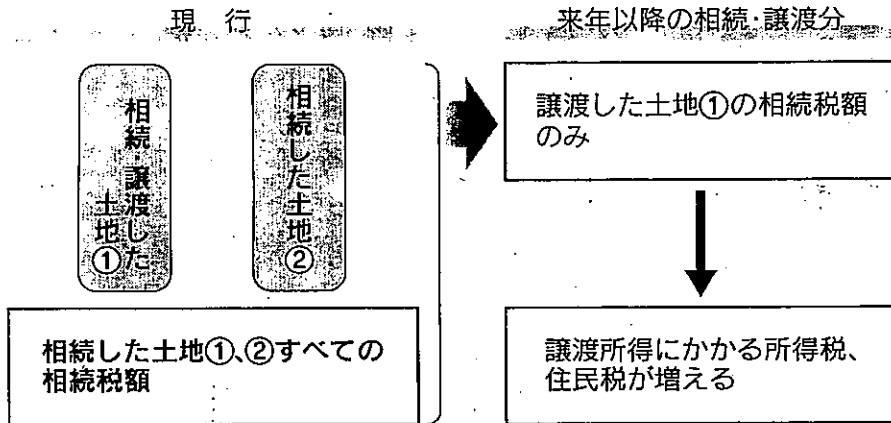 現 行
相続・譲渡した
土地①
相続した土地②
相続した土地①、②すべての
相続税額
来年以降の相続・譲渡分
譲渡した土地①の相続税額
のみ
譲渡所得にかかる所得税、
住民税が増える